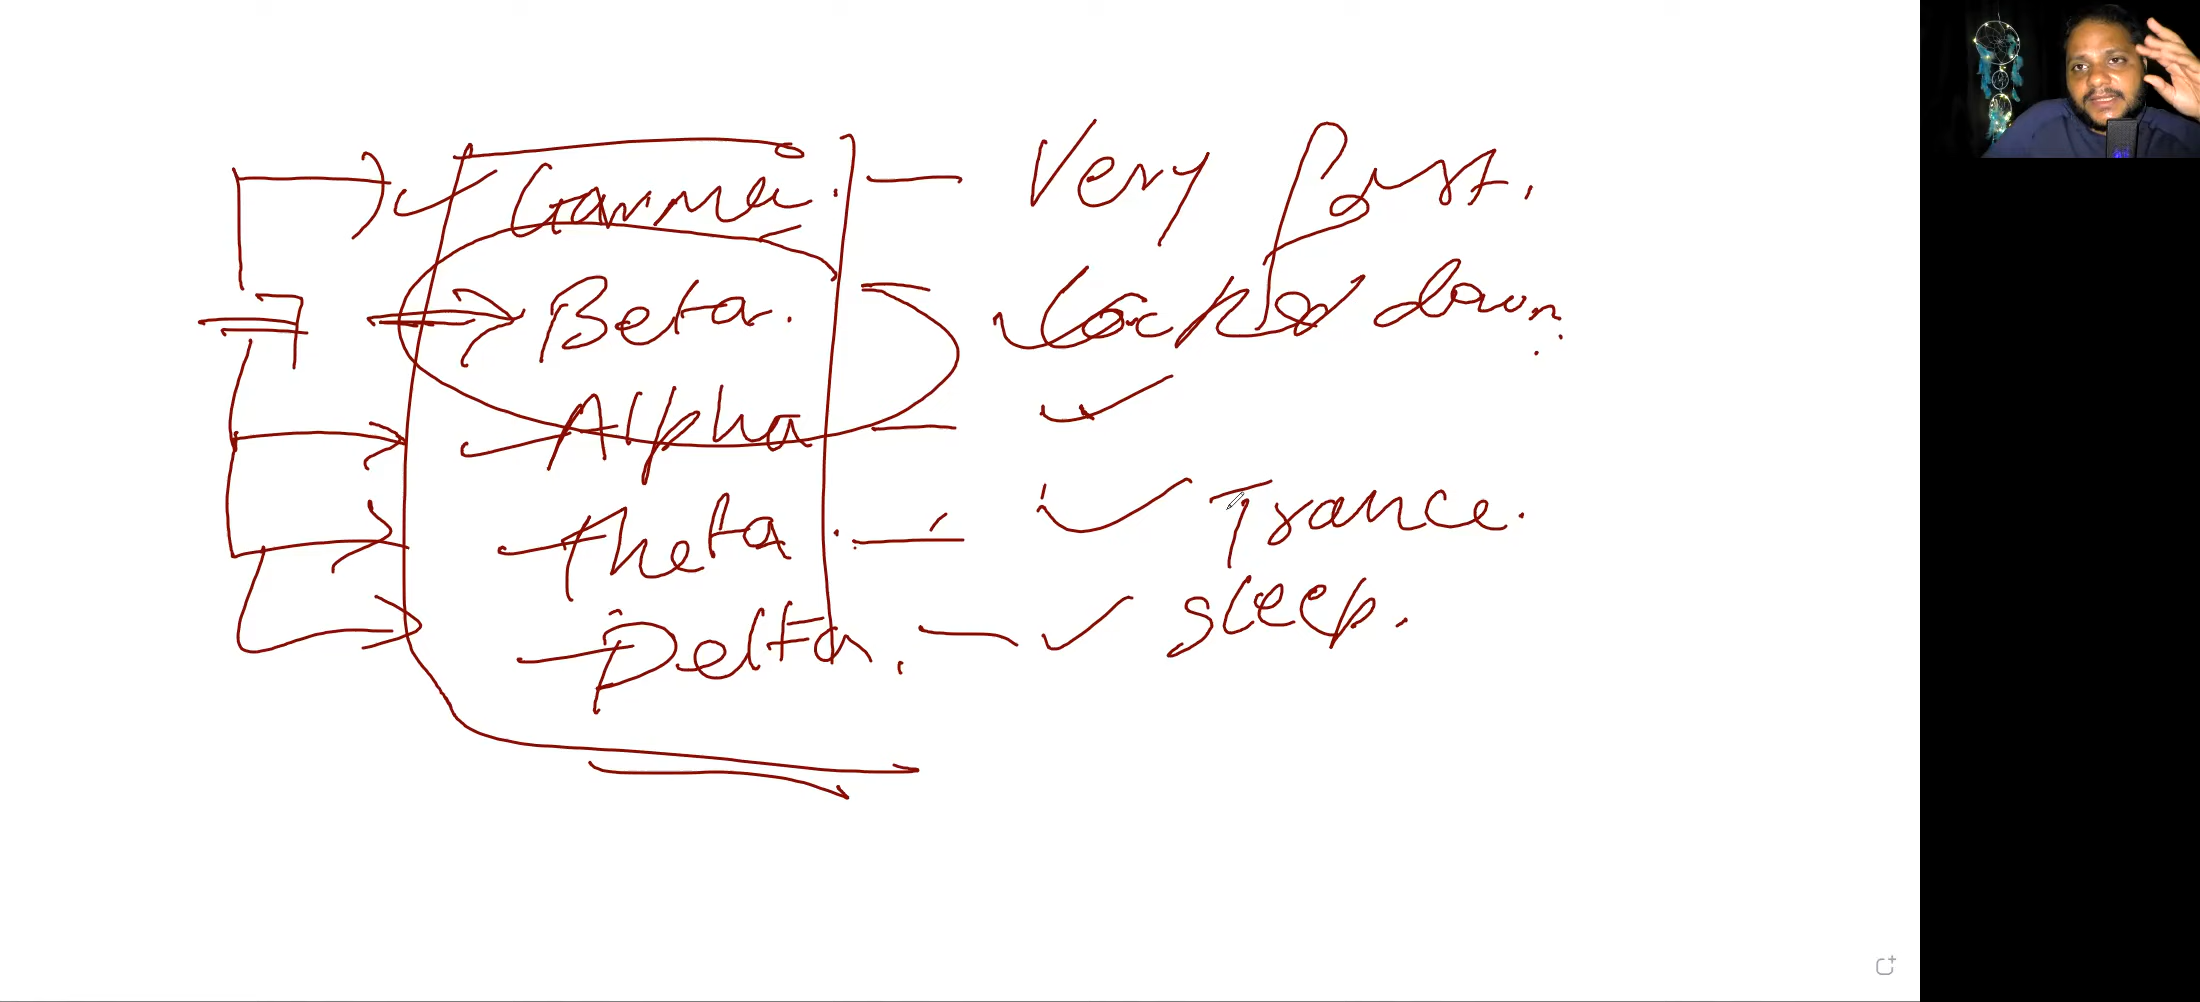 Gamma. — Very fast.
Beta. — locked down.
Alpha —
Theta. — Trance.
Delta. — sleep.